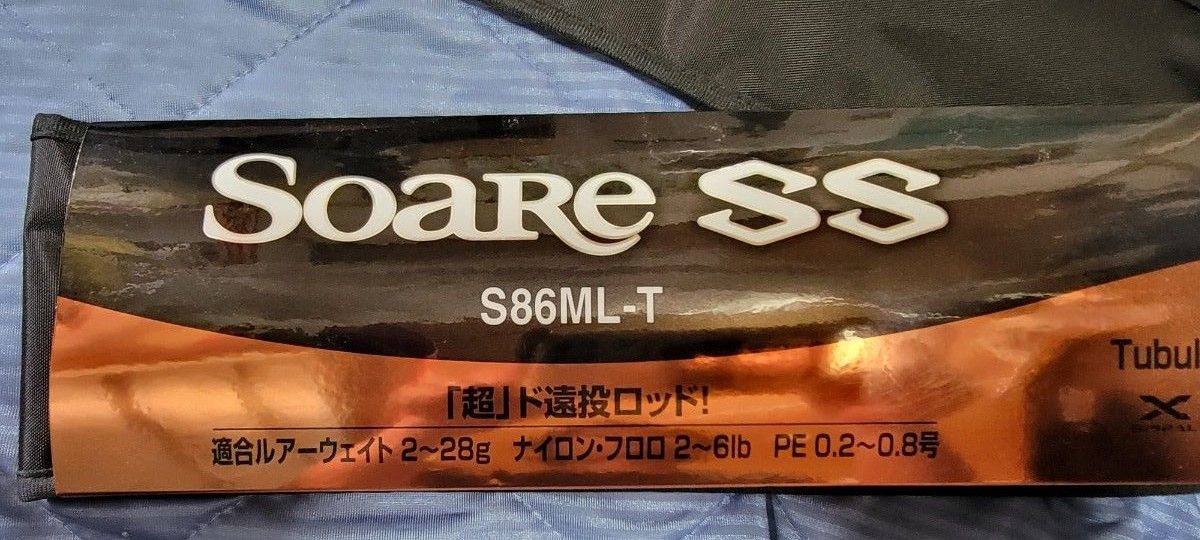 Soare SS
S86ML-T
「超」ド遠投ロッド!
適合ルアーウェイト 2~28g ナイロン・フロロ 2~6lb PE 0.2~0.8号
Tubul
X